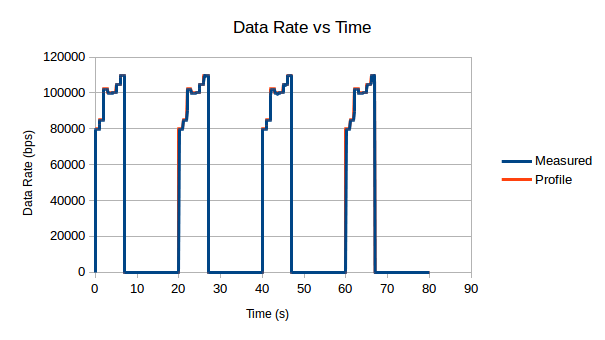 Data Rate vs Time
120000
100000
80000
60000
40000
20000
0
Data Rate (bps)
0 10 20 30 40 50 60 70 80 90
Time (s)
Measured
Profile